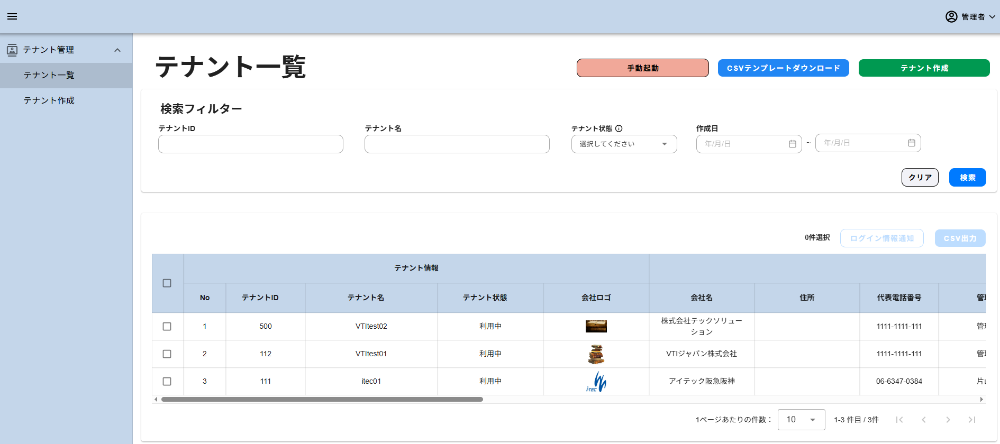 管理者
テナント管理
テナント一覧
テナント作成
テナント一覧
手動起動
CSVテンプレートダウンロード
テナント作成
検索フィルター
テナントID
テナント名
テナント状態
作成日
選択してください
年/月/日
~
年/月/日
クリア
検索
0件選択
ログイン情報通知
CSV出力
テナント情報
No
テナントID
テナント名
テナント状態
会社ロゴ
会社名
住所
代表電話番号
管理
1
500
VTItest02
利用中
株式会社テックソリュー
ション
1111-1111-111
管理
2
112
VTItest01
利用中
VTIジャパン株式会社
1111-1111-111
管理
3
111
itec01
利用中
iTEC
アイテック阪急阪神
06-6347-0384
片山
1ページあたりの件数：
10
1-3 件目 / 3件